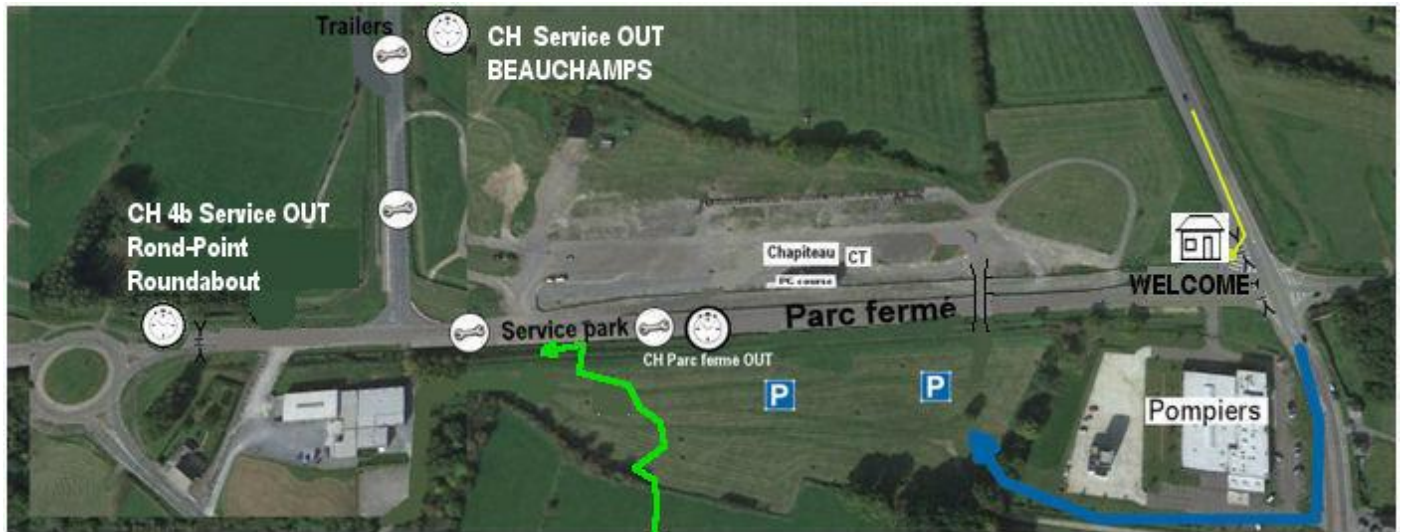 Trailers
CH Service OUT
BEAUCHAMPS
CH 4b Service OUT
Rond-Point
Roundabout
Chapiteau
CT
PC course
WELCOME
Parc fermé
Service park
CH Parc ferme OUT
P
P
Pompiers